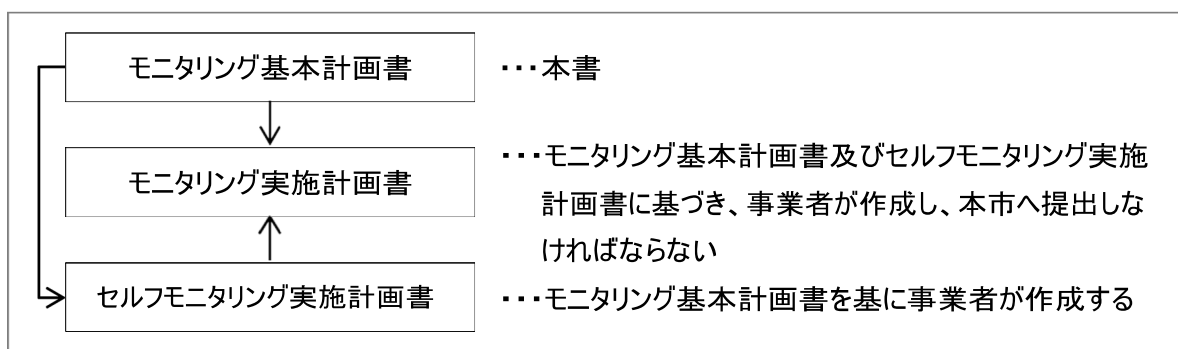 モニタリング基本計画書 ・・・本書
モニタリング実施計画書 ・・・モニタリング基本計画書及びセルフモニタリング実施
計画書に基づき、事業者が作成し、本市へ提出しな
ければならない
セルフモニタリング実施計画書 ・・・モニタリング基本計画書を基に事業者が作成する